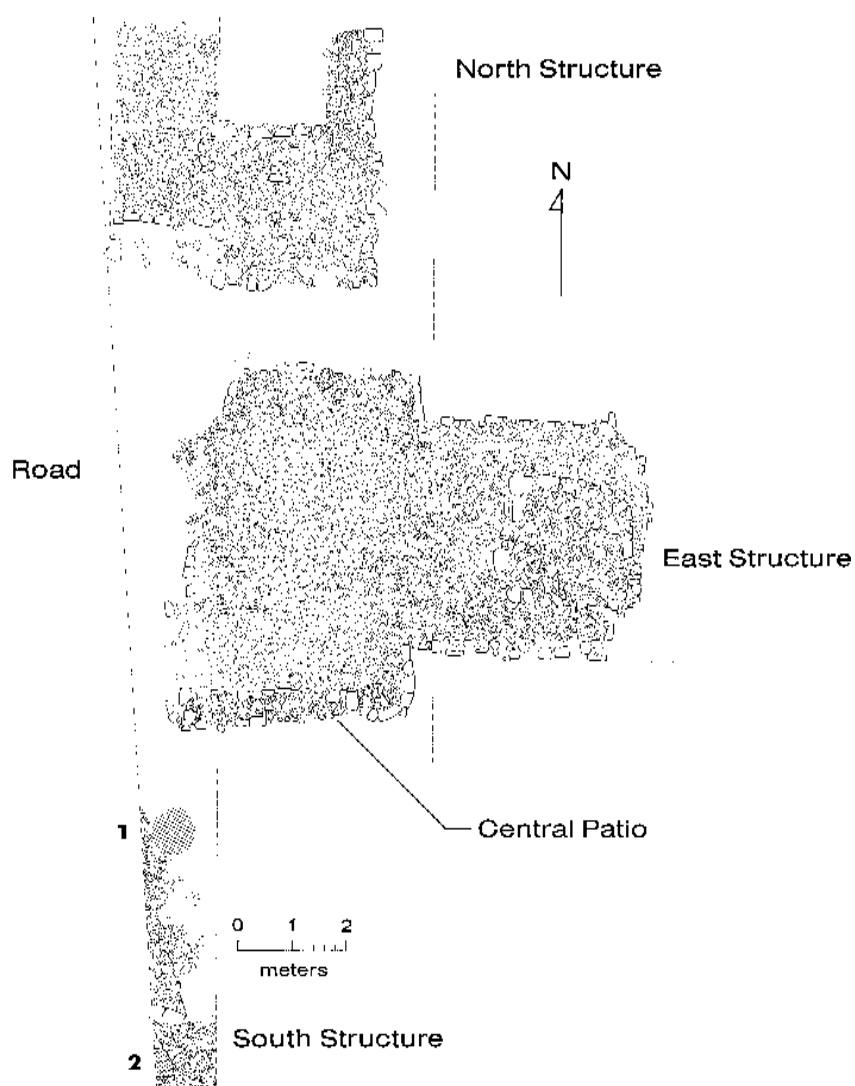 North Structure
N
Road
East Structure
1
Central Patio
0 1 2
meters
South Structure
2